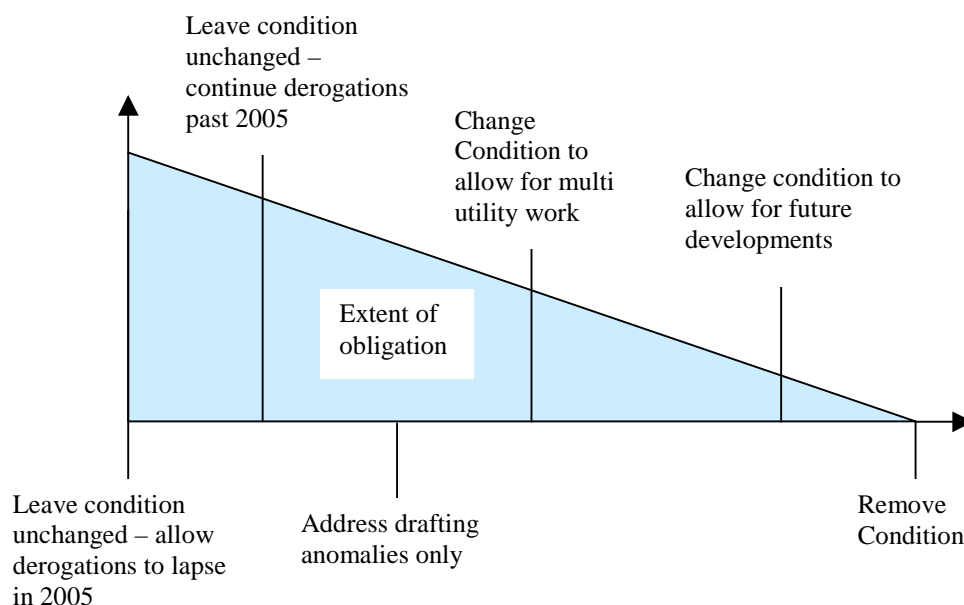 Leave condition
unchanged –
continue derogations
past 2005
Change
Condition to
allow for multi
utility work
Change condition to
allow for future
developments
Extent of
obligation
Leave condition
unchanged – allow
derogations to lapse
in 2005
Address drafting
anomalies only
Remove
Condition